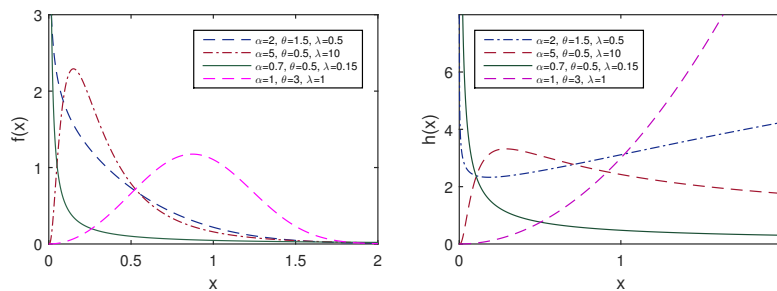 3
2
1
0
f(x)
0
0.5
1
1.5
2
x
α=2, θ=1.5, λ=0.5
α=5, θ=0.5, λ=10
α=0.7, θ=0.5, λ=0.15
α=1, θ=3, λ=1
6
4
2
0
h(x)
0
1
x
α=2, θ=1.5, λ=0.5
α=5, θ=0.5, λ=10
α=0.7, θ=0.5, λ=0.15
α=1, θ=3, λ=1